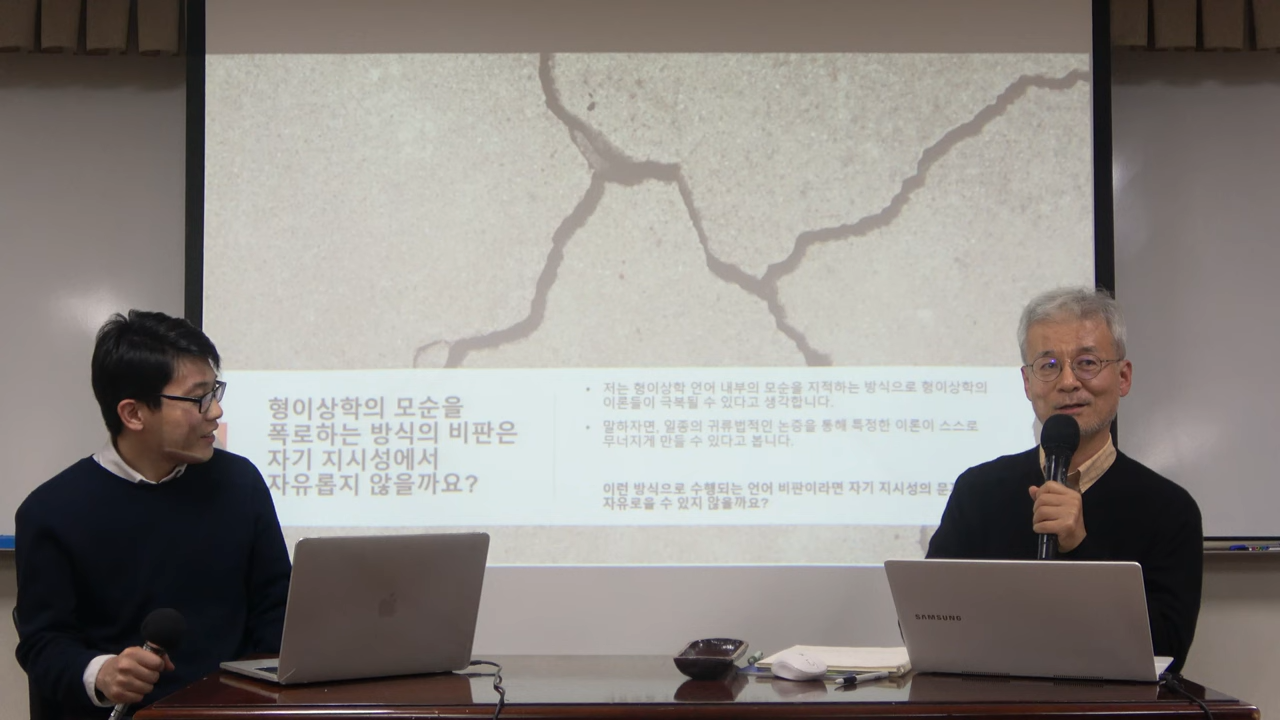 형이상학의 모순을
폭로하는 방식의 비판은
자기 지시성에서
자유롭지 않을까요?
• 저는 형이상학 언어 내부의 모순을 지적하는 방식으로 형이상학의
이론들이 극복될 수 있다고 생각합니다.
• 말하자면, 일종의 귀류법적인 논증을 통해 특정한 이론이 스스로
무너지게 만들 수 있다고 봅니다.
이런 방식으로 수행되는 언어 비판이라면 자기 지시성의
자유로울 수 있지 않을까요?
SAMSUNG